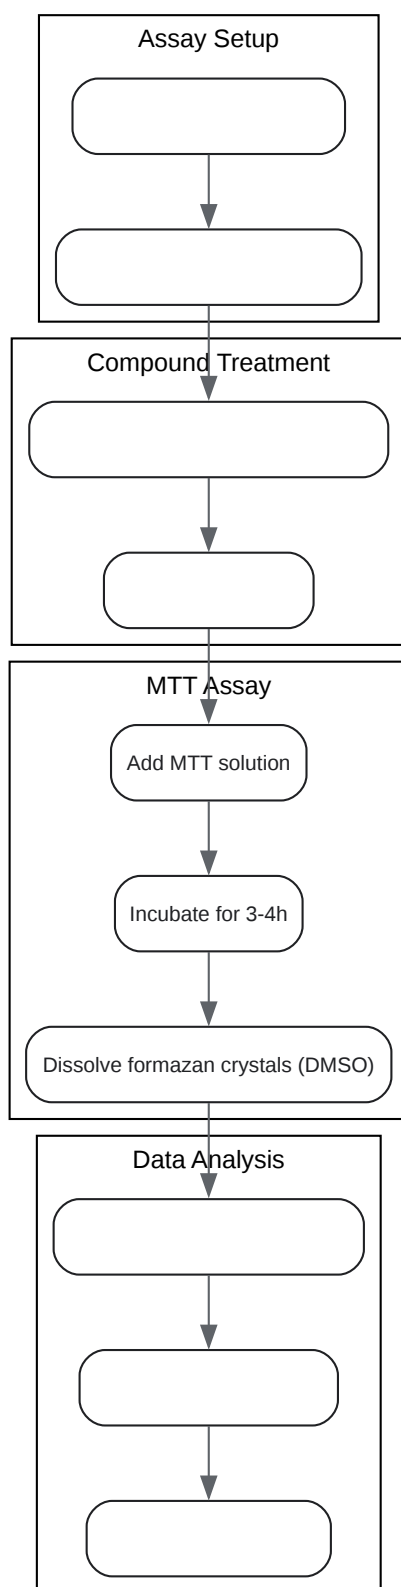 Assay Setup
Compound Treatment
MTT Assay
Add MTT solution
Incubate for 3-4h
Dissolve formazan crystals (DMSO)
Data Analysis